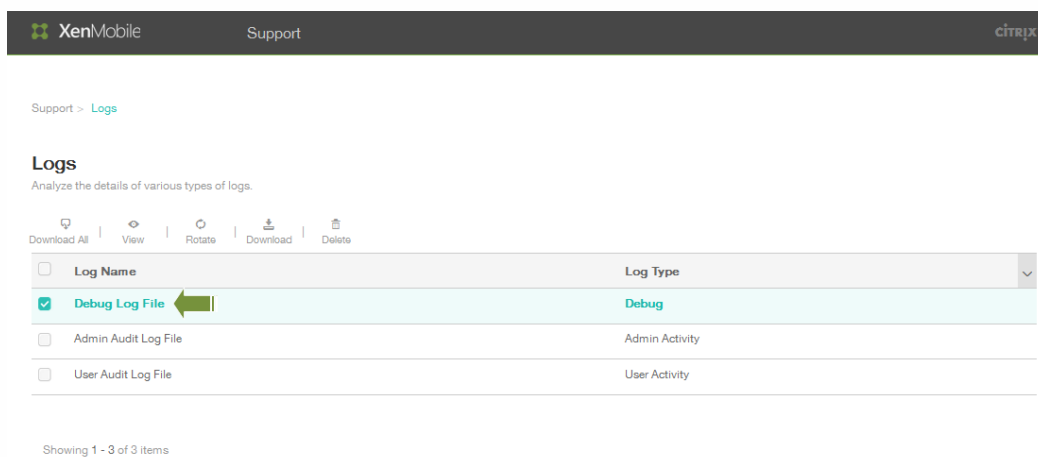 XenMobile Support CİTRIX
Support > Logs
Logs
Analyze the details of various types of logs.
Download All | View | Rotate | Download | Delete
Log Name Log Type
Debug Log File Debug
Admin Audit Log File Admin Activity
User Audit Log File User Activity
Showing 1 - 3 of 3 items